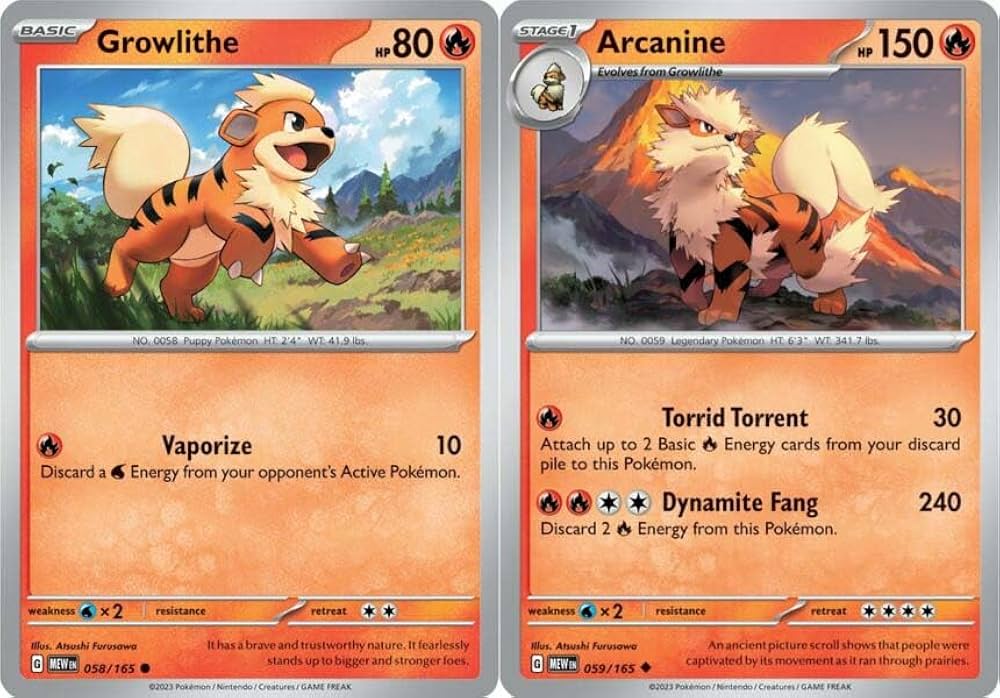 BASIC Growlithe HP 80
NO. 0058 Puppy Pokémon HT: 2'4" WT: 41.9 lbs.
Vaporize 10
Discard a Energy from your opponent's Active Pokémon.
weakness ×2 resistance retreat
Illus. Atsushi Furusawa
It has a brave and trustworthy nature. It fearlessly
stands up to bigger and stronger foes.
G MEW EN 058/165
©2023 Pokémon / Nintendo / Creatures / GAME FREAK
STAGE 1 Arcanine HP 150
Evolves from Growlithe
NO. 0059 Legendary Pokémon HT: 6'3" WT: 341.7 lbs.
Torrid Torrent 30
Attach up to 2 Basic Energy cards from your discard
pile to this Pokémon.
Dynamite Fang 240
Discard 2 Energy from this Pokémon.
weakness ×2 resistance retreat
Illus. Atsushi Furusawa
An ancient picture scroll shows that people were
captivated by its movement as it ran through prairies.
G MEW EN 059/165
©2023 Pokémon / Nintendo / Creatures / GAME FREAK